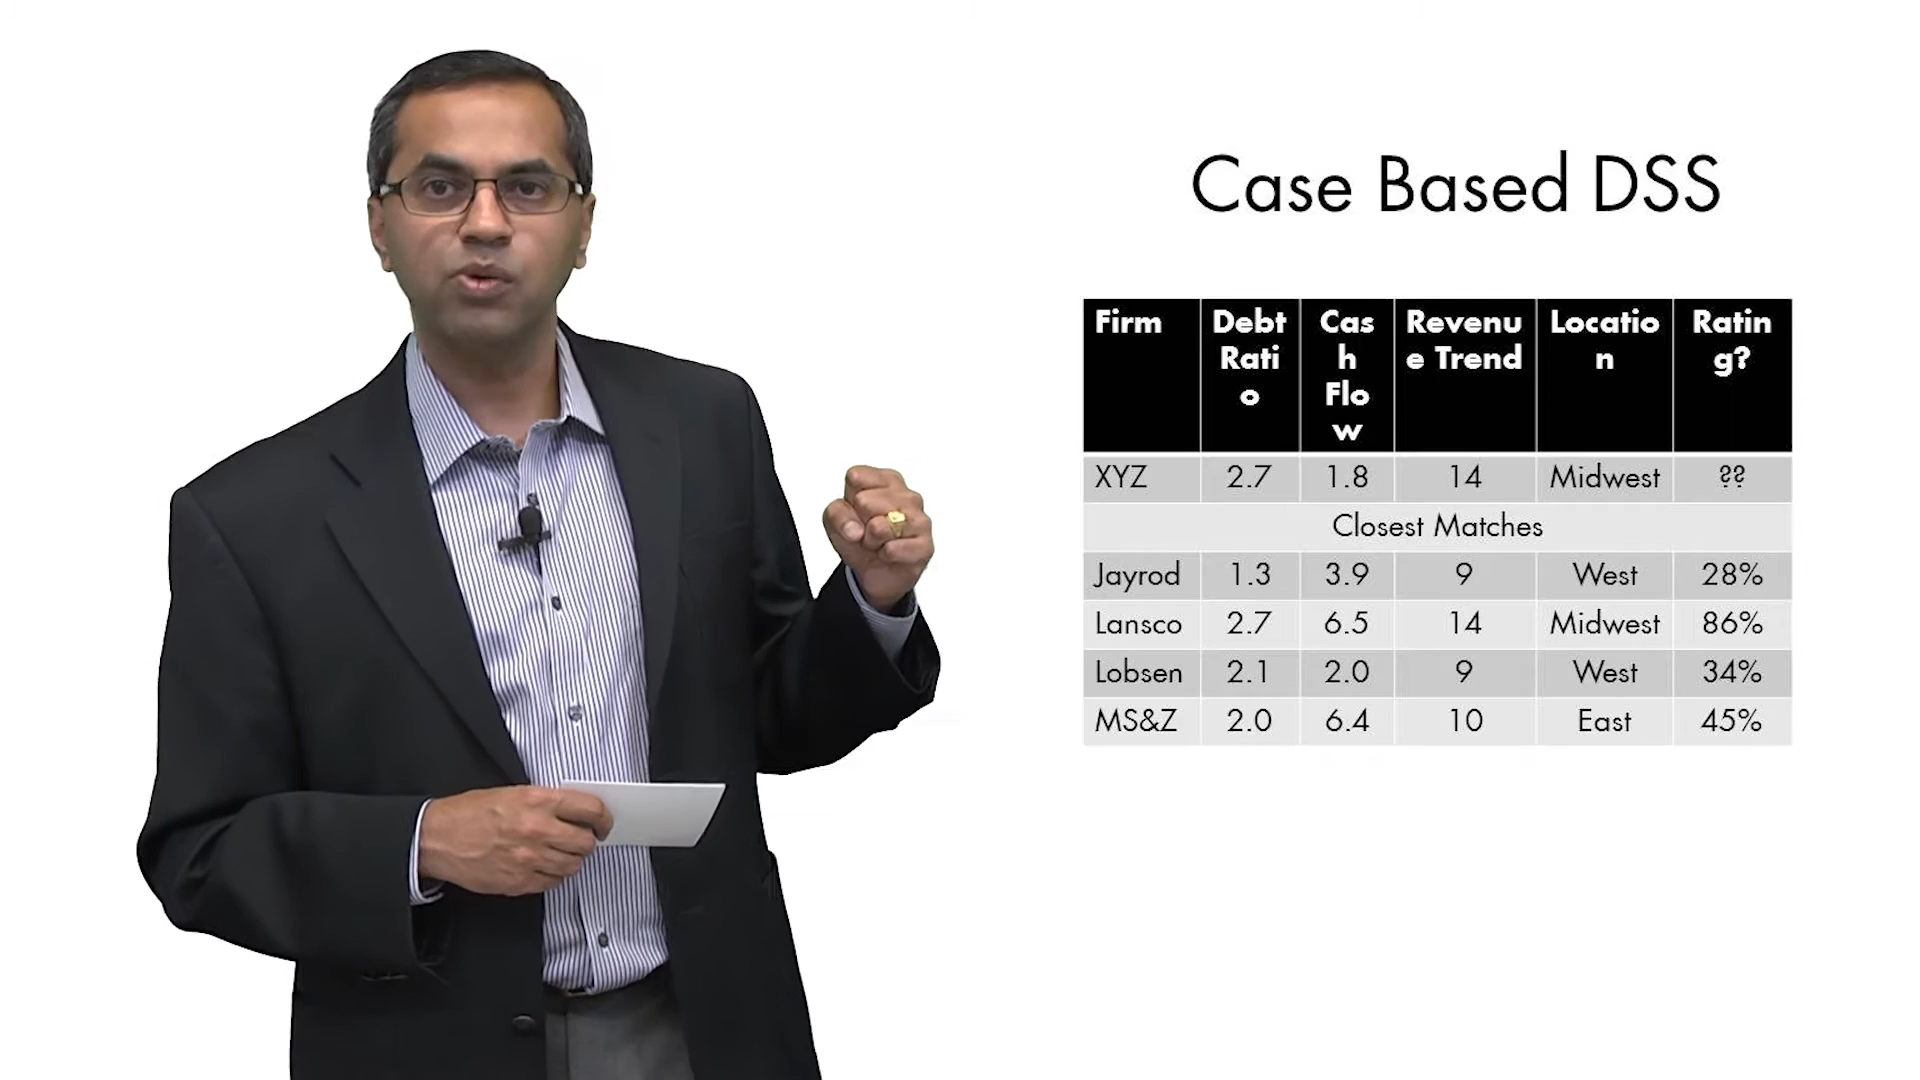 Case Based DSS
Firm Debt Cas Revenu Locatio Ratin
Rati h e Trend n g?
o Flo
w
XYZ 2.7 1.8 14 Midwest ??
Closest Matches
Jayrod 1.3 3.9 9 West 28%
Lansco 2.7 6.5 14 Midwest 86%
Lobsen 2.1 2.0 9 West 34%
MS&Z 2.0 6.4 10 East 45%